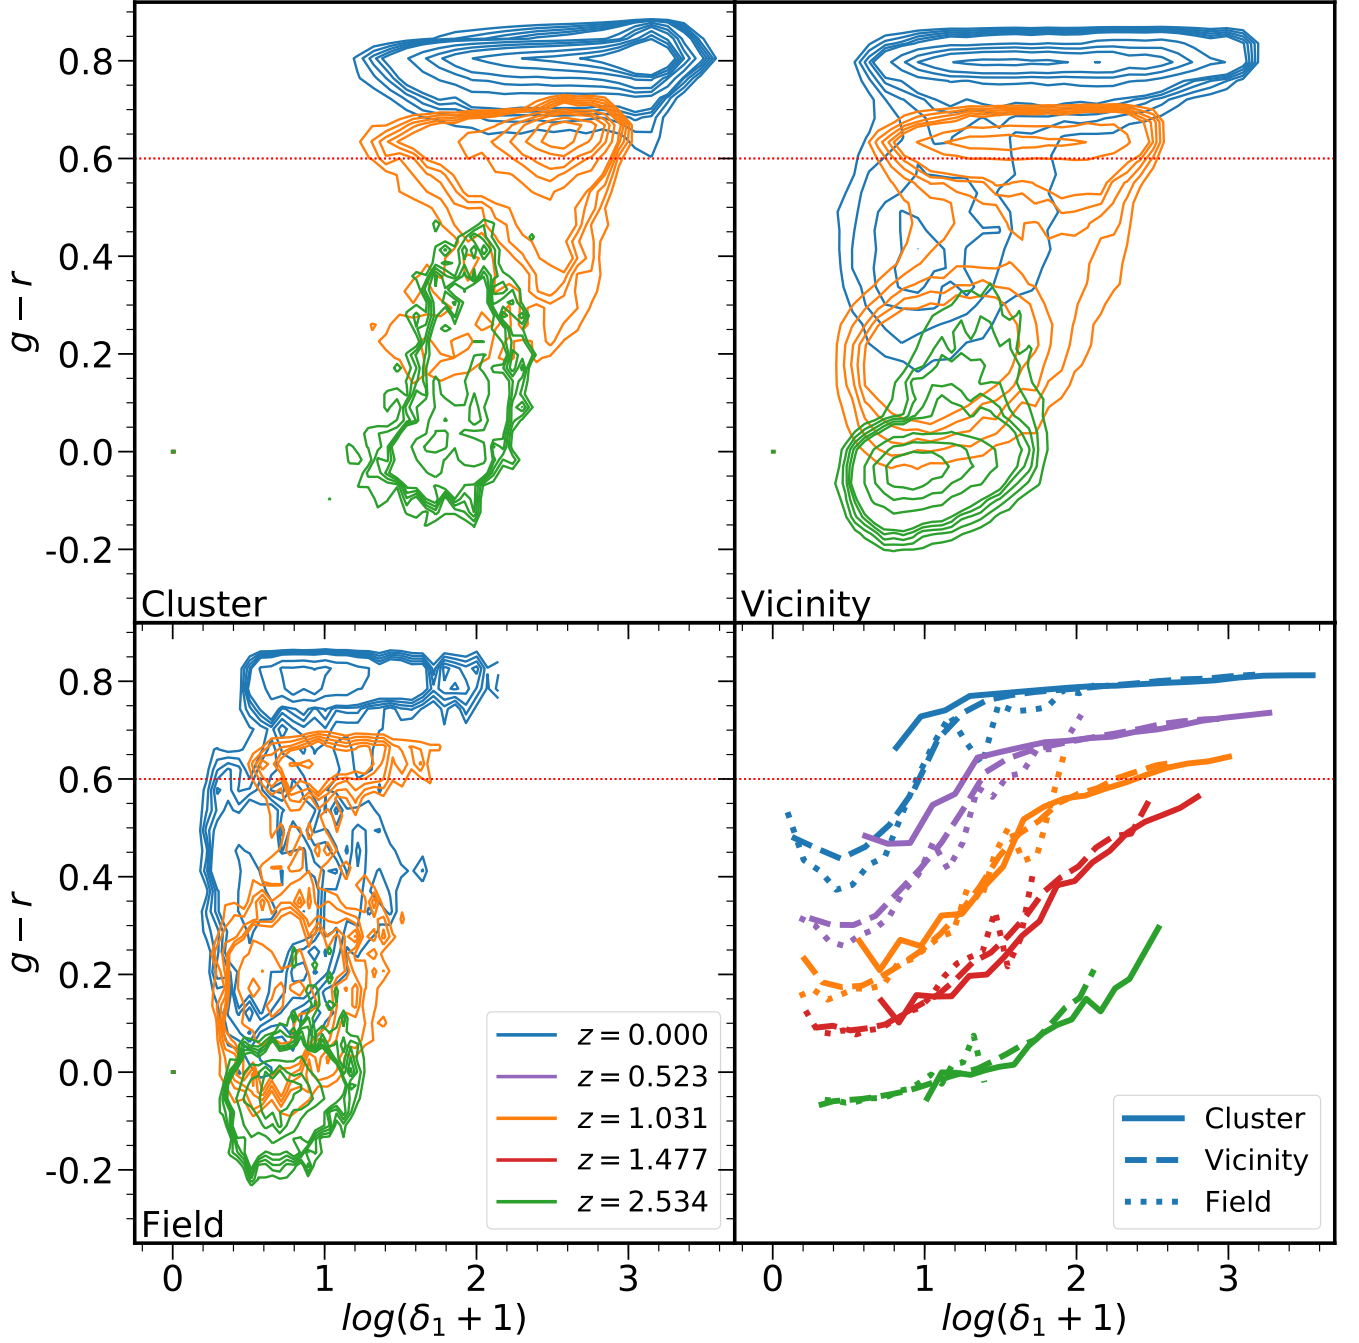 0.8
0.6
0.4
0.2
0.0
-0.2
g − r
Cluster
Vicinity
0.8
0.6
0.4
0.2
0.0
-0.2
g − r
Field
z = 0.000
z = 0.523
z = 1.031
z = 1.477
z = 2.534
Cluster
Vicinity
Field
0 1 2 3
0 1 2 3
log(δ₁ + 1)
log(δ₁ + 1)